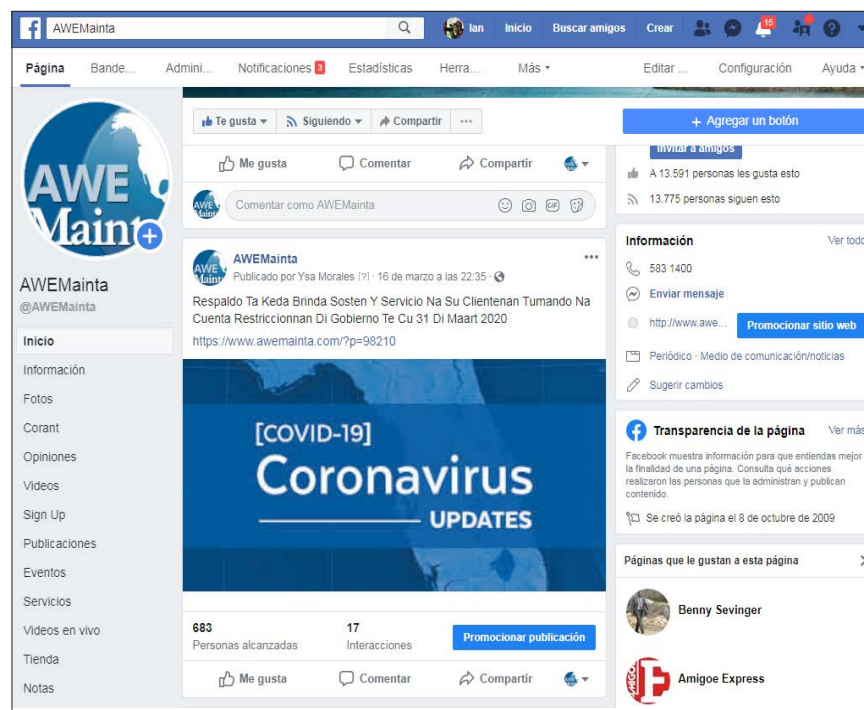 AWEMainta
Ian Inicio Buscar amigos Crear 15
Página Bande... Admini... Notificaciones 3 Estadísticas Herra... Más Editar ... Configuración Ayuda
AWE
Mainta
AWEMainta
@AWEMainta
Inicio
Información
Fotos
Corant
Opiniones
Videos
Sign Up
Publicaciones
Eventos
Servicios
Videos en vivo
Tienda
Notas
Te gusta Siguiendo Compartir ...
Me gusta Comentar Compartir
Comentar como AWEMainta GIF
AWEMainta
Publicado por Ysa Morales [?] · 16 de marzo a las 22:35 ·
Respaldo Ta Keda Brinda Sosten Y Servicio Na Su Clientenan Tumando Na
Cuenta Restriccionnan Di Gobierno Te Cu 31 Di Maart 2020
https://www.awemainta.com/?p=98210
[COVID-19]
Coronavirus
UPDATES
683 17
Personas alcanzadas Interacciones
Promocionar publicación
Me gusta Comentar Compartir
+ Agregar un botón
Invitar a amigos
A 13.591 personas les gusta esto
13.775 personas siguen esto
Información Ver todo
583 1400
Enviar mensaje
http://www.awe... Promocionar sitio web
Periódico · Medio de comunicación/noticias
Sugerir cambios
Transparencia de la página Ver más
Facebook muestra información para que entiendas mejor
la finalidad de una página. Consulta qué acciones
realizaron las personas que la administran y publican
contenido.
Se creó la página el 8 de octubre de 2009
Páginas que le gustan a esta página
Benny Sevinger
Amigoe Express